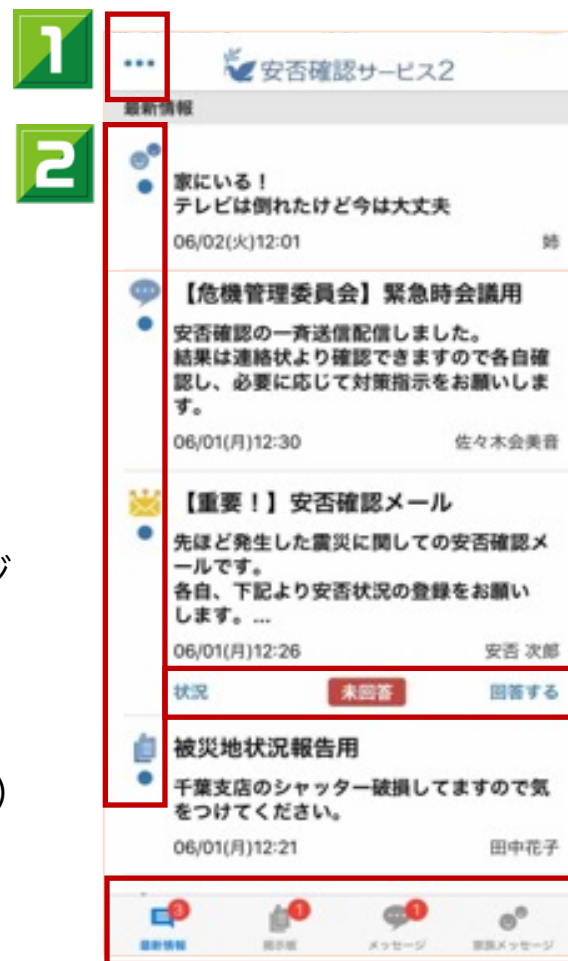 1
•••
安否確認サービス2
最新情報
2
家にいる！
テレビは倒れたけど今は大丈夫
06/02(火)12:01
姉
【危機管理委員会】緊急時会議用
安否確認の一斉送信配信しました。
結果は連絡状より確認できますので各自確
認し、必要に応じて対策指示をお願いしま
す。
06/01(月)12:30
佐々木会美音
【重要！】安否確認メール
先ほど発生した震災に関しての安否確認メ
ールです。
各自、下記より安否状況の登録をお願い
します。...
06/01(月)12:26
安否 次郎
ジ
状況
未回答
回答する
被災地状況報告用
千葉支店のシャッター破損してますので気
をつけてください。
06/01(月)12:21
田中花子
)
3
1
1
最新情報
掲示板
メッセージ
家族メッセージ